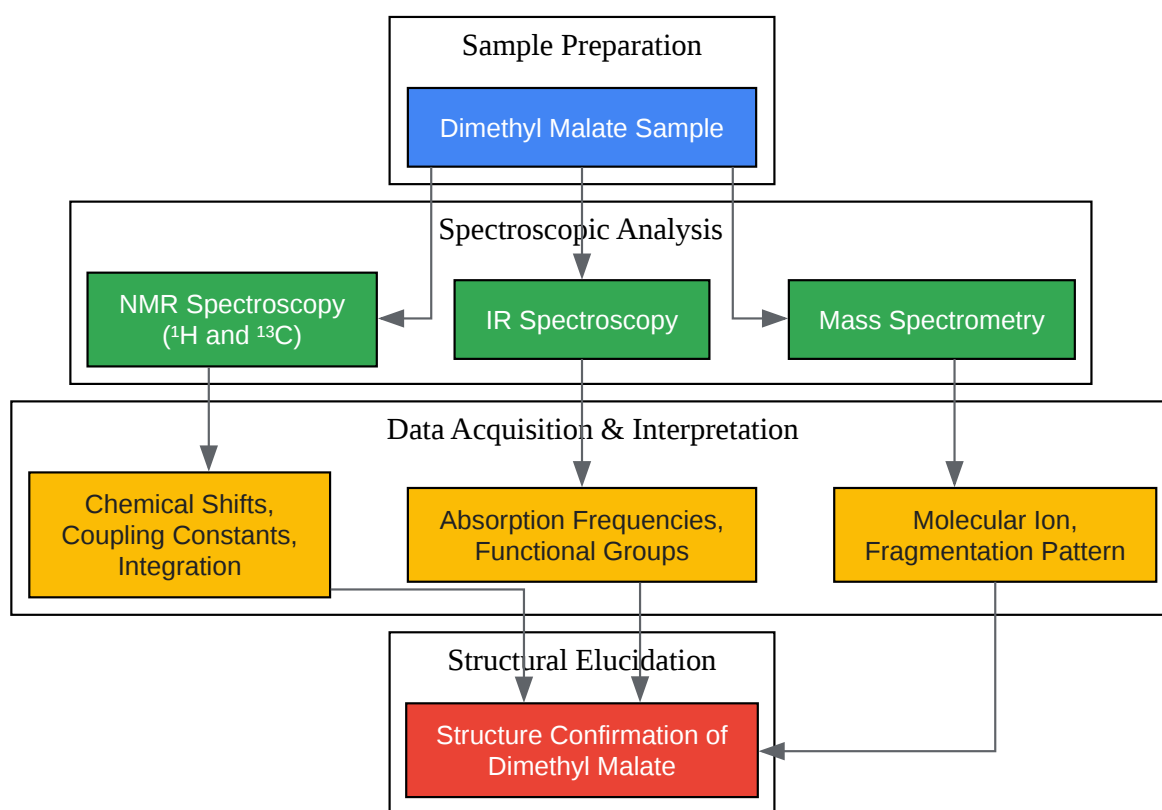 Sample Preparation
Dimethyl Malate Sample
Spectroscopic Analysis
NMR Spectroscopy
(¹H and ¹³C)
IR Spectroscopy
Mass Spectrometry
Data Acquisition & Interpretation
Chemical Shifts,
Coupling Constants,
Integration
Absorption Frequencies,
Functional Groups
Molecular Ion,
Fragmentation Pattern
Structural Elucidation
Structure Confirmation of
Dimethyl Malate